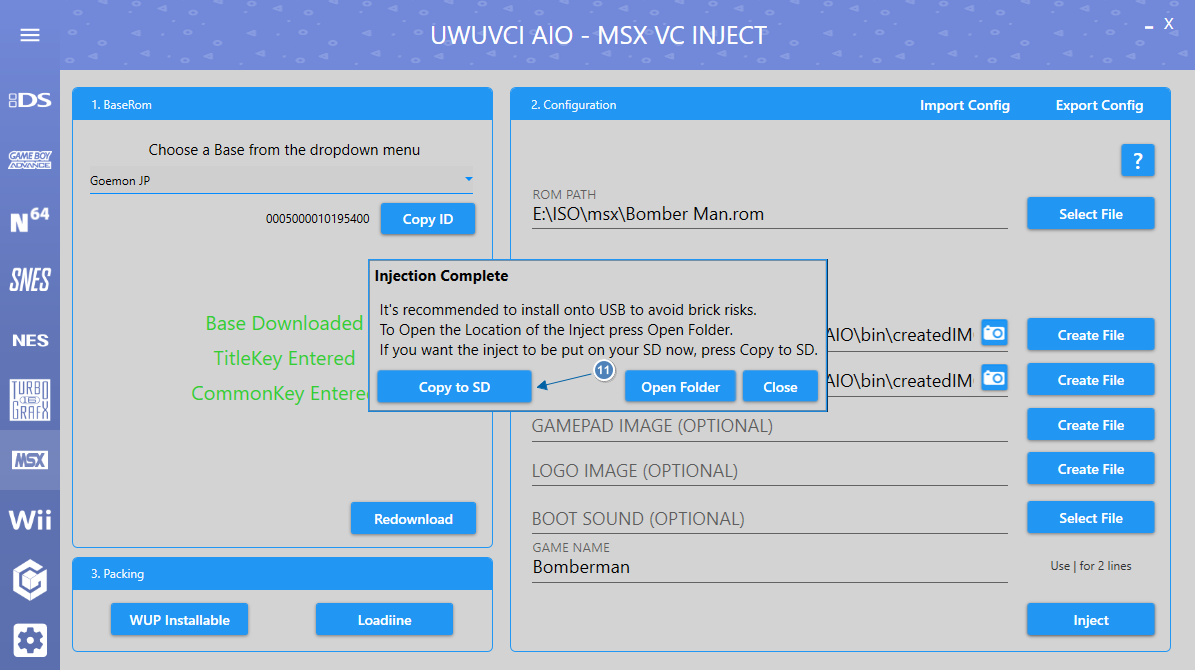 UWUVCI AIO - MSX VC INJECT
X
DS
GAME BOY
ADVANCE
N64
SNES
NES
TURBO
GRAFX
MSX
Wii
1. BaseRom
Choose a Base from the dropdown menu
Goemon JP
0005000010195400
Copy ID
Base Downloaded
TitleKey Entered
CommonKey Entere
Redownload
3. Packing
WUP Installable
Loadiine
2. Configuration
Import Config
Export Config
?
ROM PATH
E:\ISO\msx\Bomber Man.rom
Select File
Injection Complete
It's recommended to install onto USB to avoid brick risks.
To Open the Location of the Inject press Open Folder.
If you want the inject to be put on your SD now, press Copy to SD.
11
Copy to SD
Open Folder
Close
AIO\bin\createdIM
Create File
AIO\bin\createdIM
Create File
GAMEPAD IMAGE (OPTIONAL)
Create File
LOGO IMAGE (OPTIONAL)
Create File
BOOT SOUND (OPTIONAL)
Select File
GAME NAME
Bomberman
Use | for 2 lines
Inject